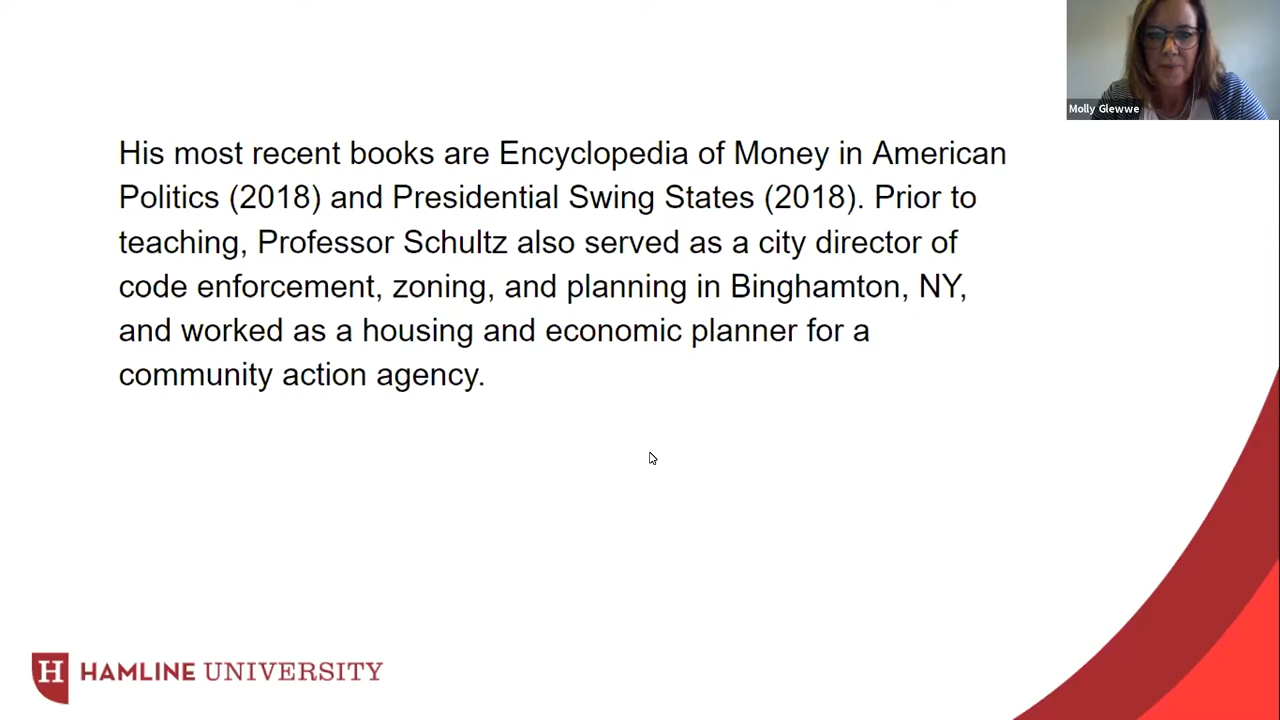 Molly Glewwe
His most recent books are Encyclopedia of Money in American
Politics (2018) and Presidential Swing States (2018). Prior to
teaching, Professor Schultz also served as a city director of
code enforcement, zoning, and planning in Binghamton, NY,
and worked as a housing and economic planner for a
community action agency.
H HAMLINE UNIVERSITY